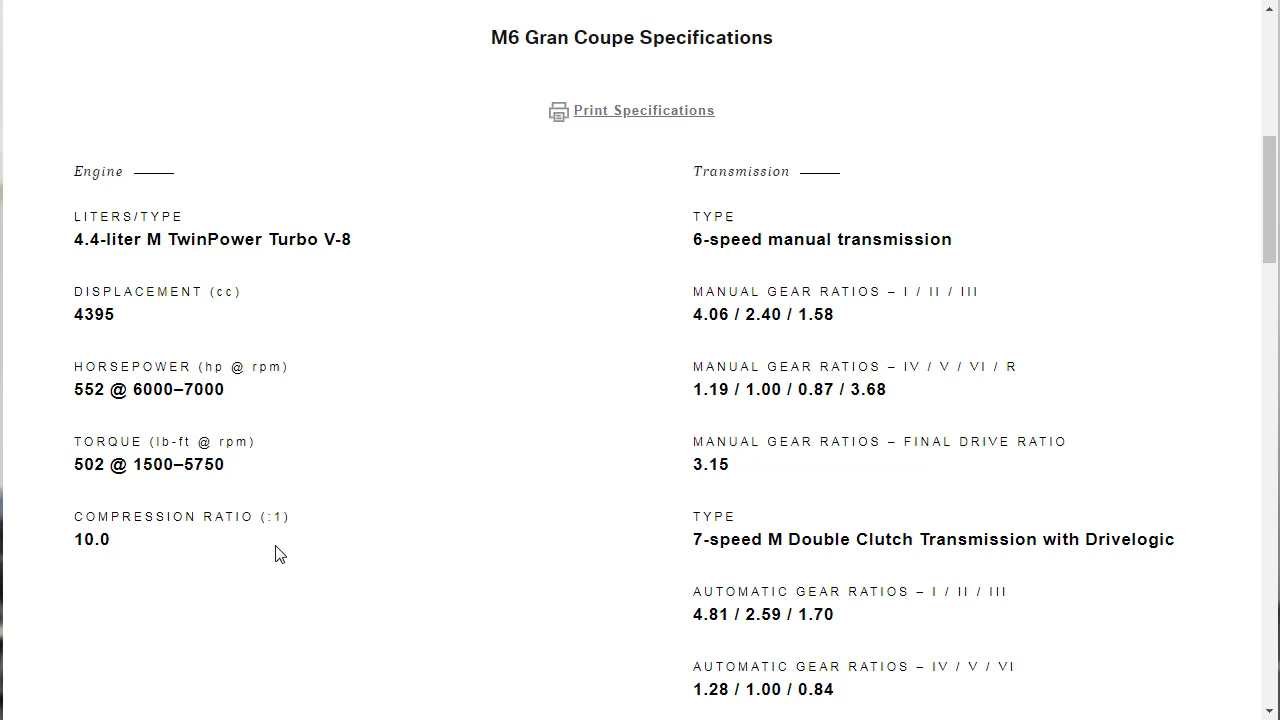 M6 Gran Coupe Specifications
Print Specifications
Engine
LITERS/TYPE
4.4-liter M TwinPower Turbo V-8
DISPLACEMENT (cc)
4395
HORSEPOWER (hp @ rpm)
552 @ 6000–7000
TORQUE (lb-ft @ rpm)
502 @ 1500–5750
COMPRESSION RATIO (:1)
10.0
Transmission
TYPE
6-speed manual transmission
MANUAL GEAR RATIOS – I / II / III
4.06 / 2.40 / 1.58
MANUAL GEAR RATIOS – IV / V / VI / R
1.19 / 1.00 / 0.87 / 3.68
MANUAL GEAR RATIOS – FINAL DRIVE RATIO
3.15
TYPE
7-speed M Double Clutch Transmission with Drivelogic
AUTOMATIC GEAR RATIOS – I / II / III
4.81 / 2.59 / 1.70
AUTOMATIC GEAR RATIOS – IV / V / VI
1.28 / 1.00 / 0.84